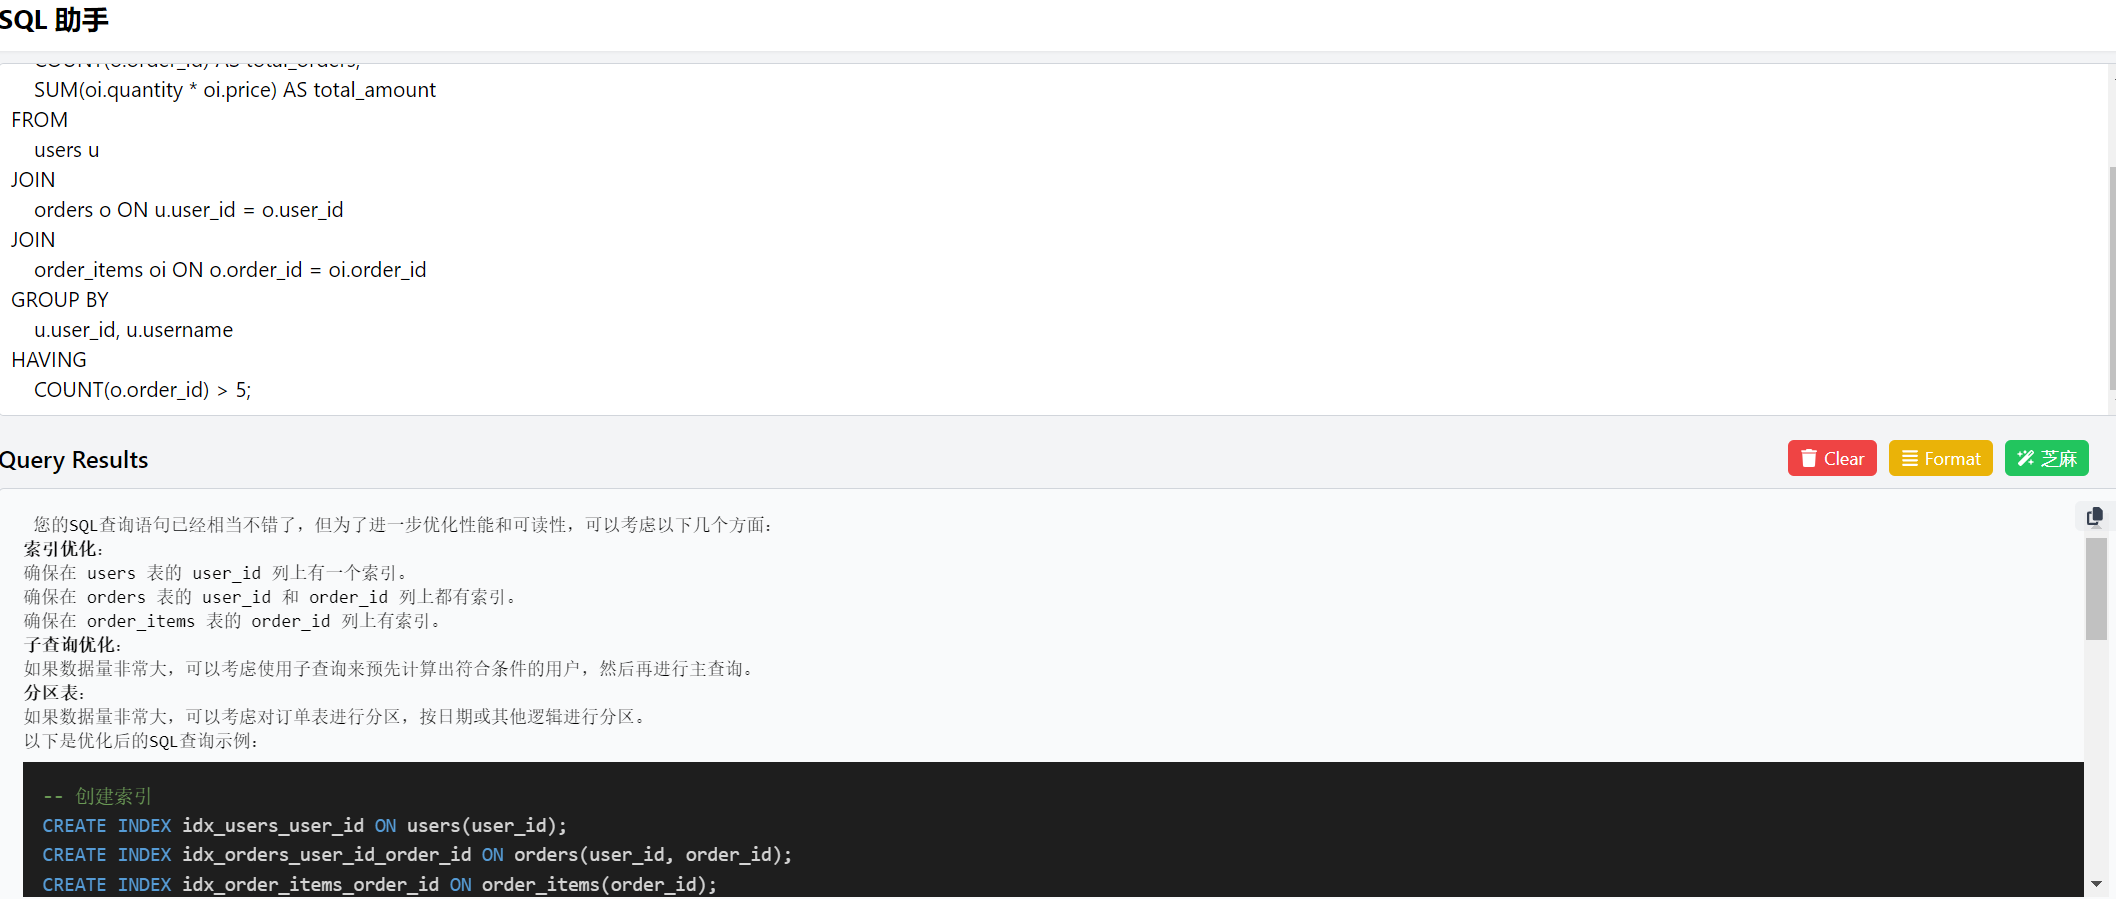 SQL 助手
COUNT(o.order_id) AS total_orders,
SUM(oi.quantity * oi.price) AS total_amount
FROM
users u
JOIN
orders o ON u.user_id = o.user_id
JOIN
order_items oi ON o.order_id = oi.order_id
GROUP BY
u.user_id, u.username
HAVING
COUNT(o.order_id) > 5;
Query Results
Clear
Format
芝麻
您的SQL查询语句已经相当不错了，但为了进一步优化性能和可读性，可以考虑以下几个方面：
索引优化：
确保在 users 表的 user_id 列上有一个索引。
确保在 orders 表的 user_id 和 order_id 列上都有索引。
确保在 order_items 表的 order_id 列上有索引。
子查询优化：
如果数据量非常大，可以考虑使用子查询来预先计算出符合条件的用户，然后再进行主查询。
分区表：
如果数据量非常大，可以考虑对订单表进行分区，按日期或其他逻辑进行分区。
以下是优化后的SQL查询示例：
-- 创建索引
CREATE INDEX idx_users_user_id ON users(user_id);
CREATE INDEX idx_orders_user_id_order_id ON orders(user_id, order_id);
CREATE INDEX idx_order_items_order_id ON order_items(order_id);